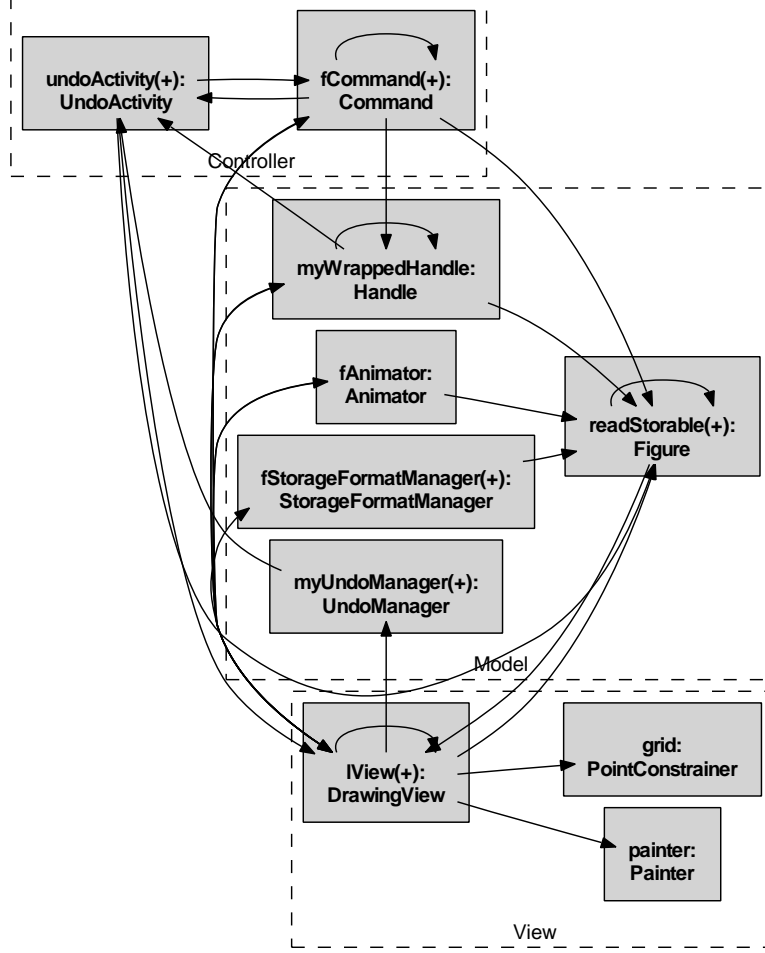 undoActivity(+):
UndoActivity
fCommand(+):
Command
Controller
myWrappedHandle:
Handle
fAnimator:
Animator
readStorable(+):
Figure
fStorageFormatManager(+):
StorageFormatManager
myUndoManager(+):
UndoManager
Model
lView(+):
DrawingView
grid:
PointConstrainer
painter:
Painter
View